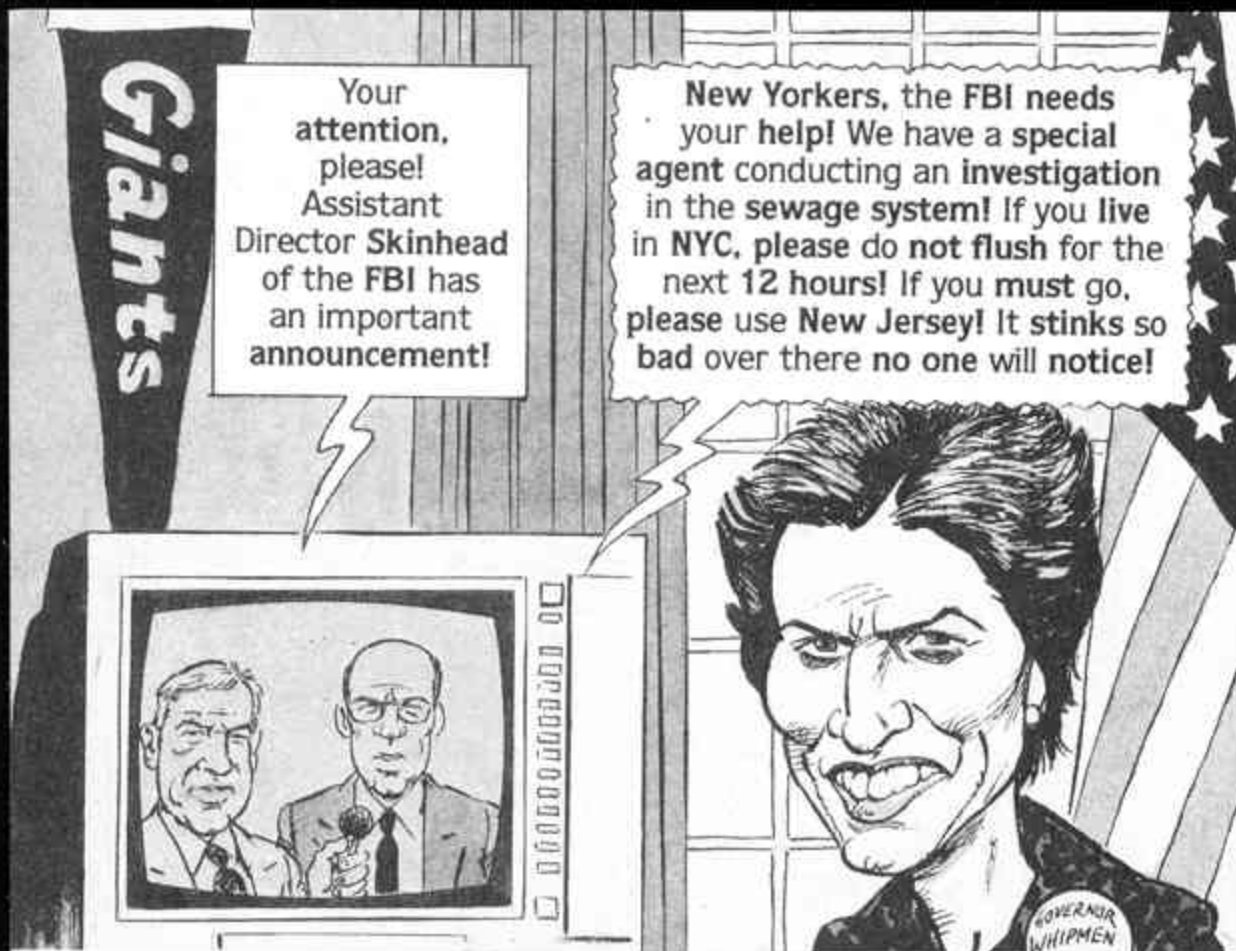 Giants
Your
attention,
please!
Assistant
Director Skinhead
of the FBI has
an important
announcement!
New Yorkers, the FBI needs
your help! We have a special
agent conducting an investigation
in the sewage system! If you live
in NYC, please do not flush for the
next 12 hours! If you must go,
please use New Jersey! It stinks so
bad over there no one will notice!
GOVERNOR
WHIPMEN